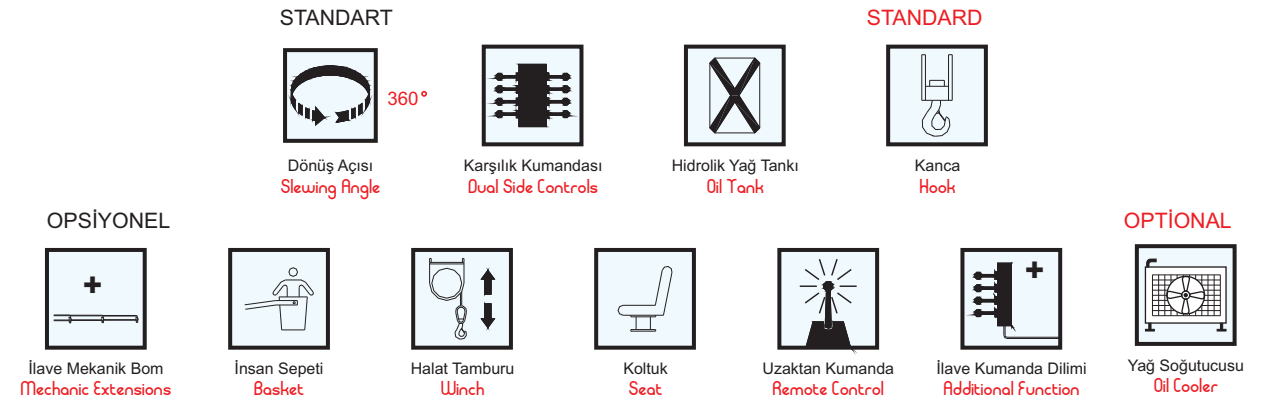 STANDART
STANDARD
360°
Dönüş Açısı
Slewing Angle
Karşılık Kumandası
Dual Side Controls
Hidrolik Yağ Tankı
Oil Tank
Kanca
Hook
OPSİYONEL
OPTİONAL
İlave Mekanik Bom
Mechanic Extensions
İnsan Sepeti
Basket
Halat Tamburu
Winch
Koltuk
Seat
Uzaktan Kumanda
Remote Control
İlave Kumanda Dilimi
Additional Function
Yağ Soğutucusu
Oil Cooler